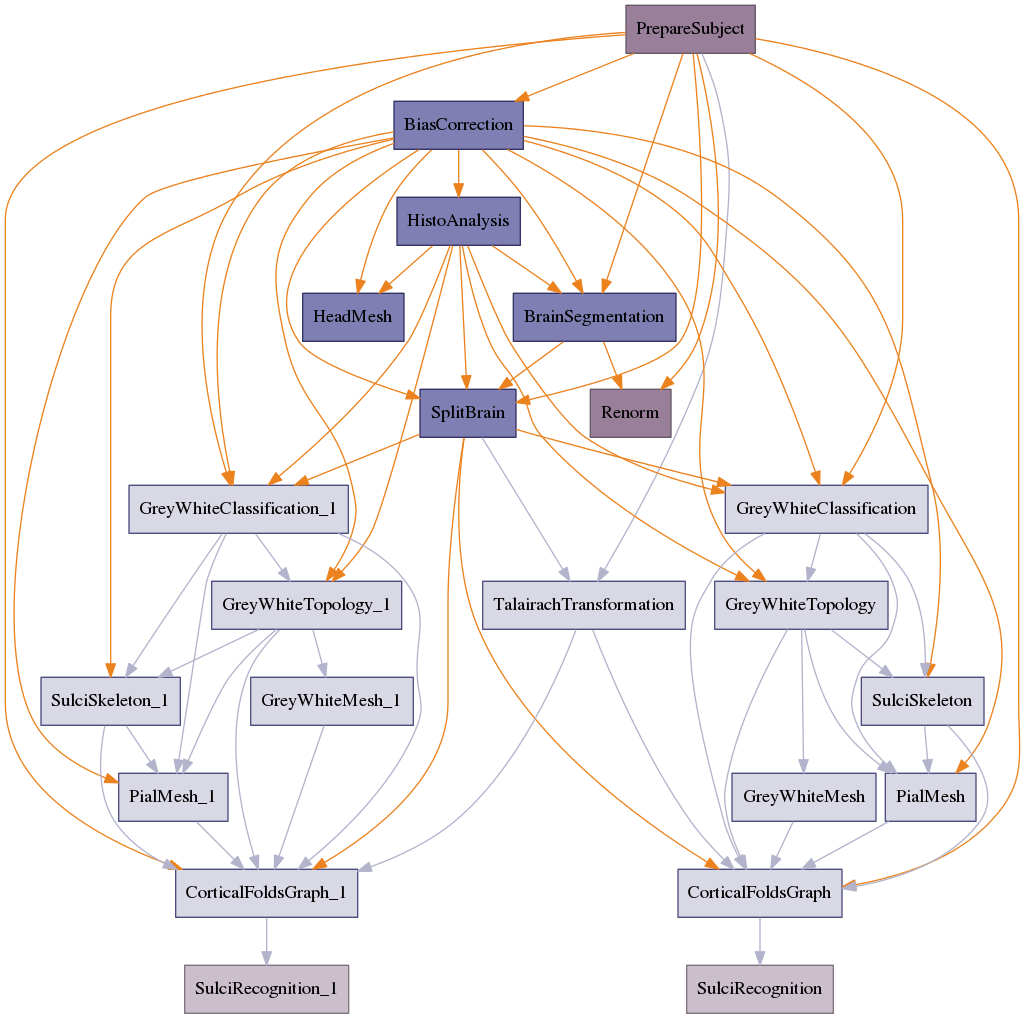 PrepareSubject
BiasCorrection
HistoAnalysis
HeadMesh
BrainSegmentation
SplitBrain
Renorm
GreyWhiteClassification_1
GreyWhiteClassification
GreyWhiteTopology_1
TalairachTransformation
GreyWhiteTopology
SulciSkeleton_1
GreyWhiteMesh_1
SulciSkeleton
PialMesh_1
GreyWhiteMesh
PialMesh
CorticalFoldsGraph_1
CorticalFoldsGraph
SulciRecognition_1
SulciRecognition